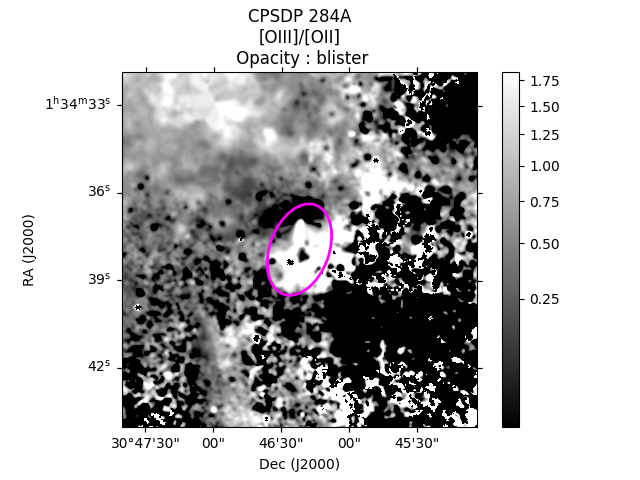 CPSDP 284A
[OIII]/[OII]
Opacity : blister
1h34m33s
36s
39s
42s
RA (J2000)
30°47'30" 00" 46'30" 00" 45'30"
Dec (J2000)
1.75
1.50
1.25
1.00
0.75
0.50
0.25